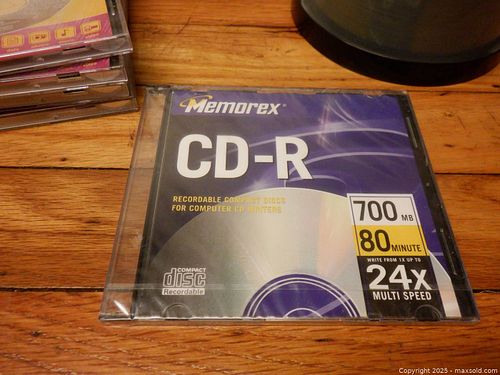 Memorex®
CD-R
RECORDABLE COMPACT DISCS
FOR COMPUTER CD WRITERS
700 MB
80 MINUTE
WRITE FROM 1X UP TO
24x
MULTI SPEED
COMPACT
disc
Recordable
Copyright 2025 - maxsold.com